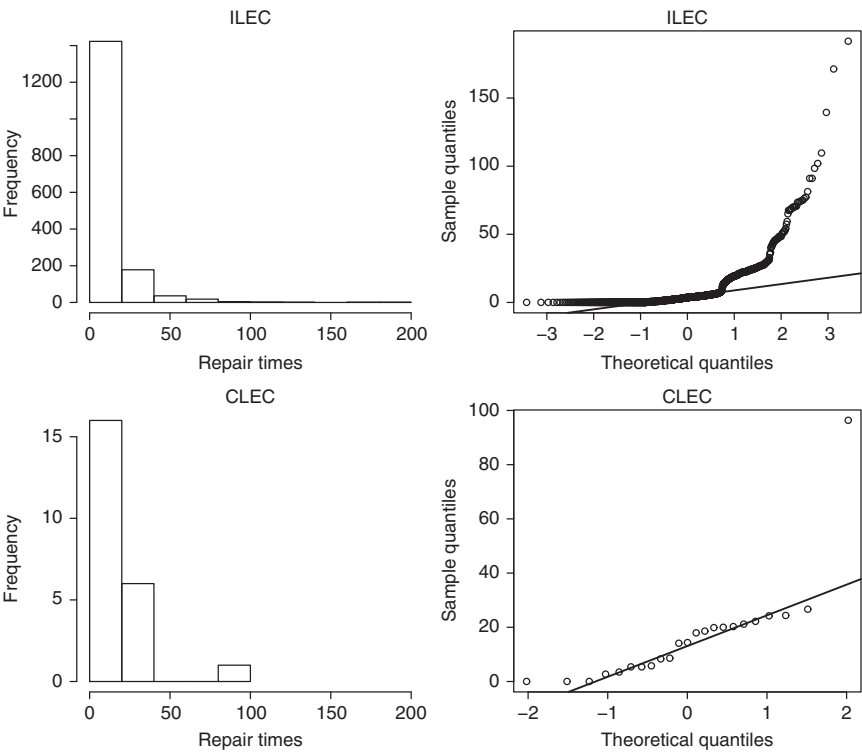 ILEC
Frequency
1200
800
600
400
200
0
0 50 100 150 200
Repair times
ILEC
Sample quantiles
150
100
50
0
−3 −2 −1 0 1 2 3
Theoretical quantiles
CLEC
Frequency
15
10
5
0
0 50 100 150 200
Repair times
CLEC
Sample quantiles
100
80
60
40
20
0
−2 −1 0 1 2
Theoretical quantiles